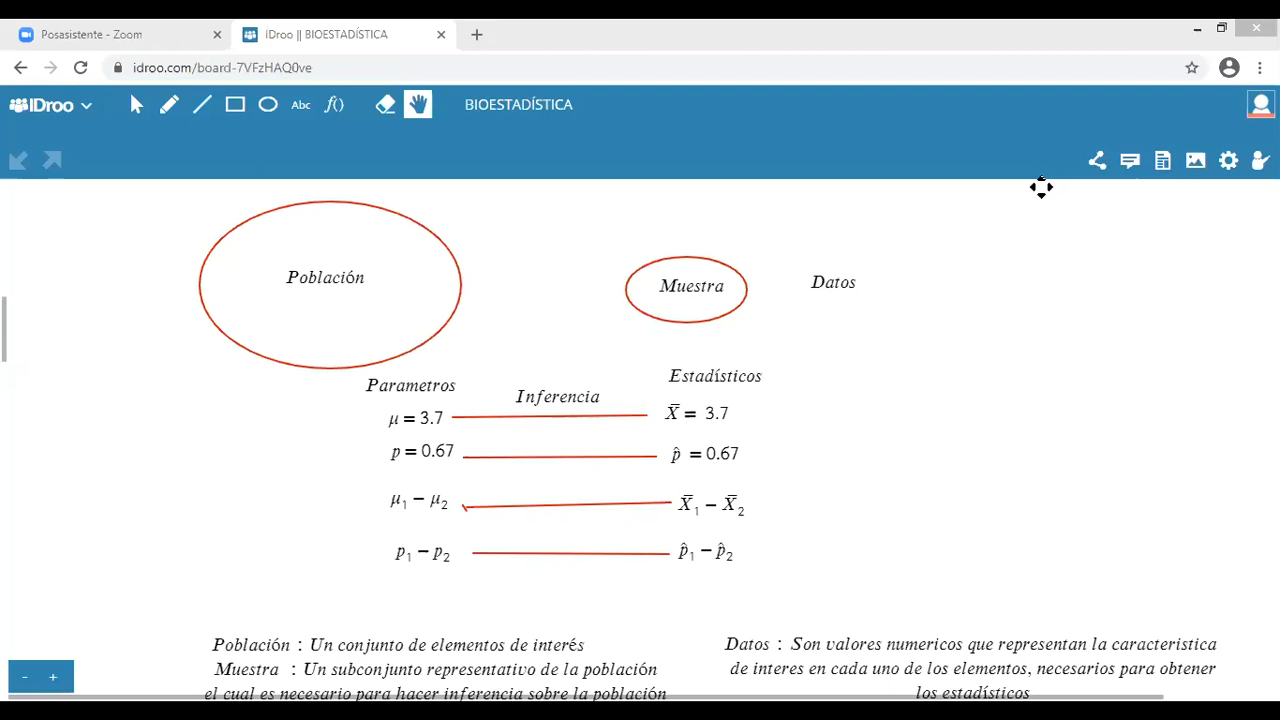 Posasistente - Zoom
iDroo || BIOESTADÍSTICA
idroo.com/board-7VFzHAQ0ve
IDroo
Abc
f()
BIOESTADÍSTICA
Población
Muestra
Datos
Parametros
Inferencia
Estadísticos
μ = 3.7
X̅ = 3.7
p = 0.67
p̂ = 0.67
μ₁ − μ₂
X̅₁ − X̅₂
p₁ − p₂
p̂₁ − p̂₂
Población : Un conjunto de elementos de interés
Muestra : Un subconjunto representativo de la población
el cual es necesario para hacer inferencia sobre la población
Datos : Son valores numericos que representan la caracteristica
de interes en cada uno de los elementos, necesarios para obtener
los estadísticos
- +